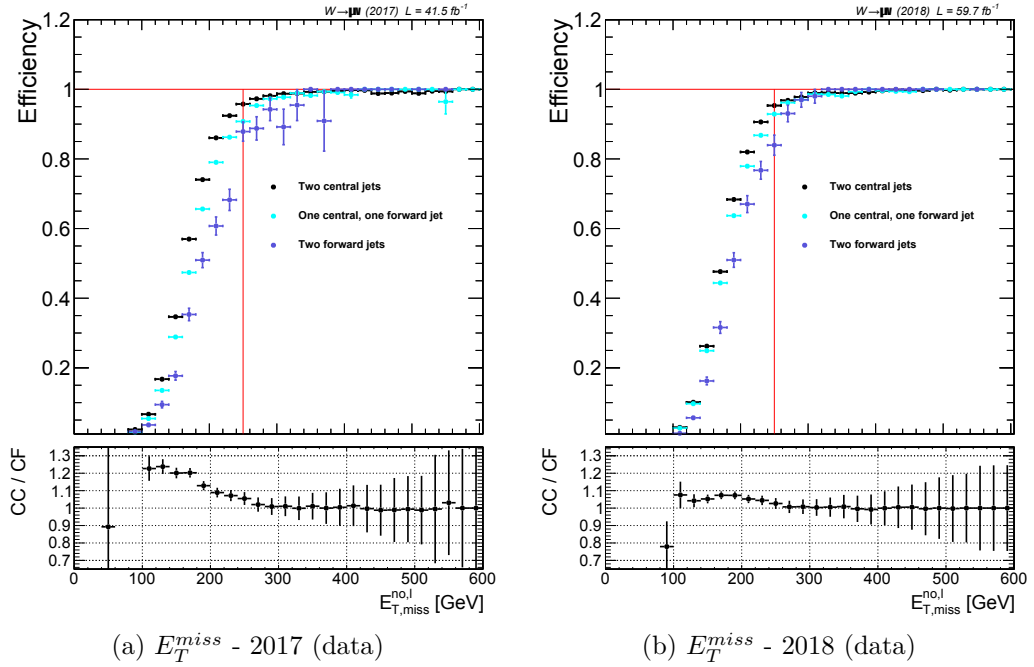 W→μν (2017) L = 41.5 fb⁻¹
Efficiency
1.2
1
0.8
0.6
0.4
0.2
Two central jets
One central, one forward jet
Two forward jets
CC / CF
1.3
1.2
1.1
1
0.9
0.8
0.7
0 100 200 300 400 500 600
E_{T,miss}^{no,l} [GeV]
(a) E_T^{miss} - 2017 (data)
W→μν (2018) L = 59.7 fb⁻¹
Efficiency
1.2
1
0.8
0.6
0.4
0.2
Two central jets
One central, one forward jet
Two forward jets
CC / CF
1.3
1.2
1.1
1
0.9
0.8
0.7
0 100 200 300 400 500 600
E_{T,miss}^{no,l} [GeV]
(b) E_T^{miss} - 2018 (data)